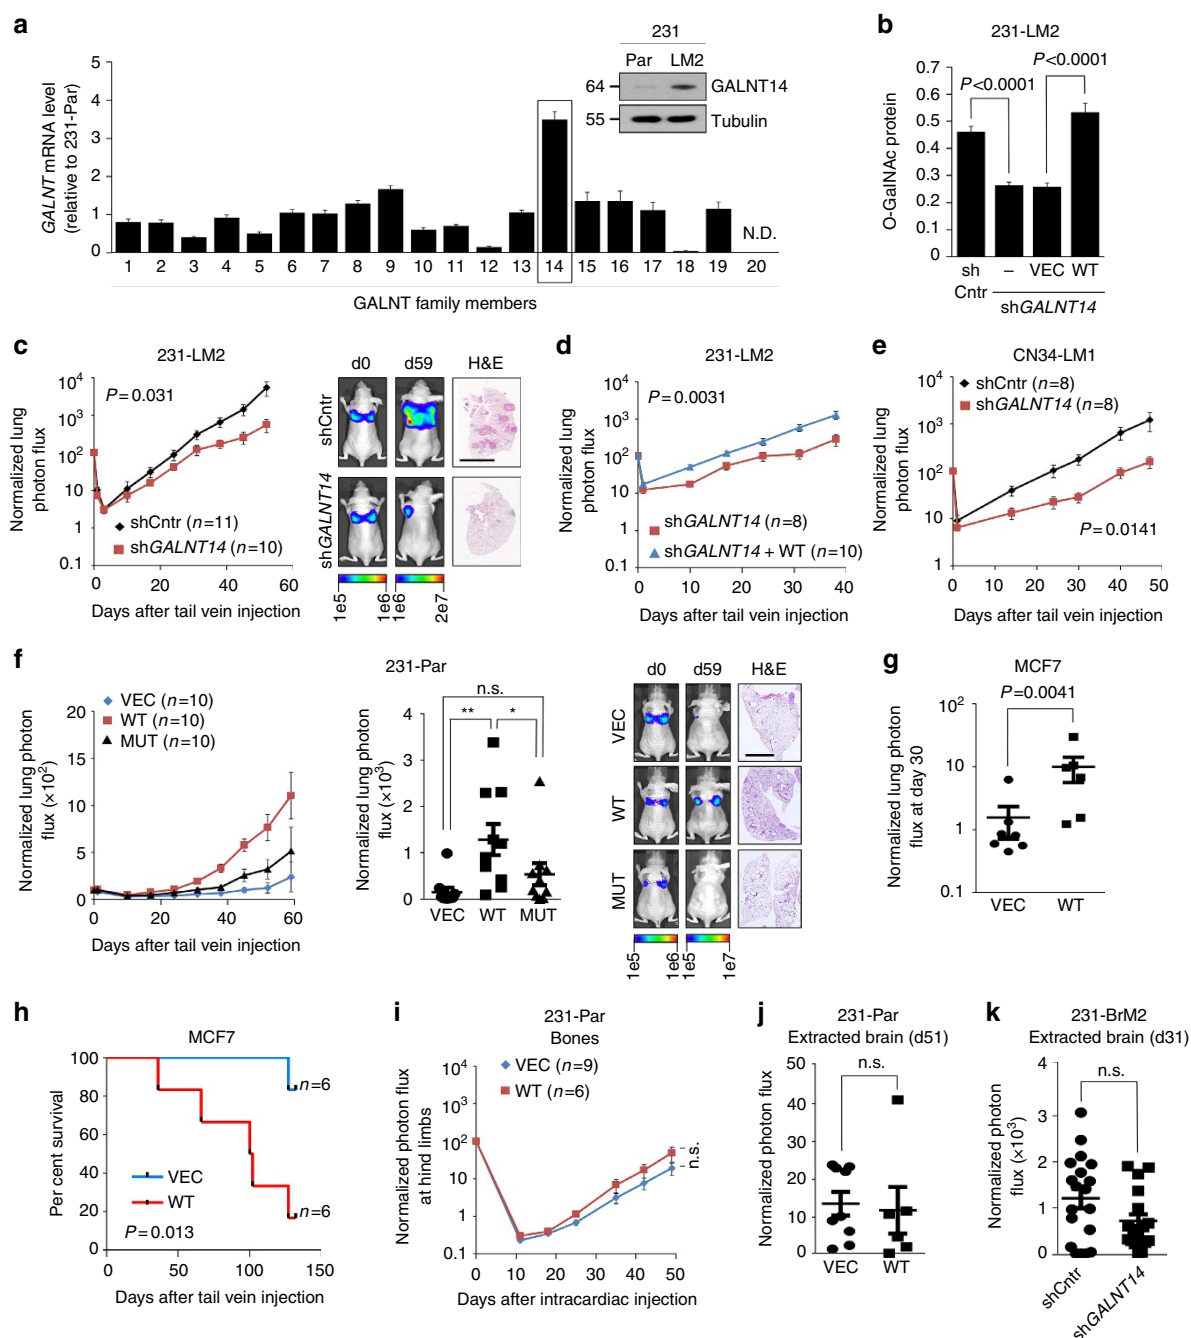 a
231
Par LM2
64 GALNT14
55 Tubulin
GALNT mRNA level
(relative to 231-Par)
5
4
3
2
1
0
1 2 3 4 5 6 7 8 9 10 11 12 13 14 15 16 17 18 19 20
N.D.
GALNT family members
b
231-LM2
P<0.0001
P<0.0001
O-GalNAc protein
0.7
0.6
0.5
0.4
0.3
0.2
0.1
0
sh – VEC WT
Cntr
shGALNT14
c
231-LM2
P=0.031
Normalized lung
photon flux
10⁴
10³
10²
10
1
0.1
shCntr (n=11)
shGALNT14 (n=10)
0 20 40 60
Days after tail vein injection
d0 d59 H&E
shCntr
shGALNT14
1e5 1e6 1e6 2e7
d
231-LM2
P=0.0031
Normalized lung
photon flux
10⁴
10³
10²
10
1
0.1
shGALNT14 (n=8)
shGALNT14 + WT (n=10)
0 10 20 30 40
Days after tail vein injection
e
CN34-LM1
shCntr (n=8)
shGALNT14 (n=8)
Normalized lung
photon flux
10⁴
10³
10²
10
1
P=0.0141
0 10 20 30 40 50
Days after tail vein injection
f
231-Par
VEC (n=10)
WT (n=10)
MUT (n=10)
Normalized lung photon
flux (×10²)
20
15
10
5
0
0 20 40 60
Days after tail vein injection
n.s.
** *
Normalized lung photon
flux (×10³)
4
3
2
1
0
VEC WT MUT
d0 d59 H&E
VEC
WT
MUT
1e5 1e6 1e5 1e7
g
MCF7
P=0.0041
Normalized lung photon
flux at day 30
10²
10
1
0.1
VEC WT
h
MCF7
Per cent survival
100
80
60
40
20
0
n=6
VEC
WT
n=6
P=0.013
0 50 100 150
Days after tail vein injection
i
231-Par
Bones
VEC (n=9)
WT (n=6)
Normalized photon flux
at hind limbs
10⁴
10³
10²
10
1
0.1
n.s.
0 10 20 30 40 50
Days after intracardiac injection
j
231-Par
Extracted brain (d51)
n.s.
Normalized photon flux
50
40
30
20
10
0
VEC WT
k
231-BrM2
Extracted brain (d31)
n.s.
Normalized photon
flux (×10³)
4
3
2
1
0
shCntr
shGALNT14